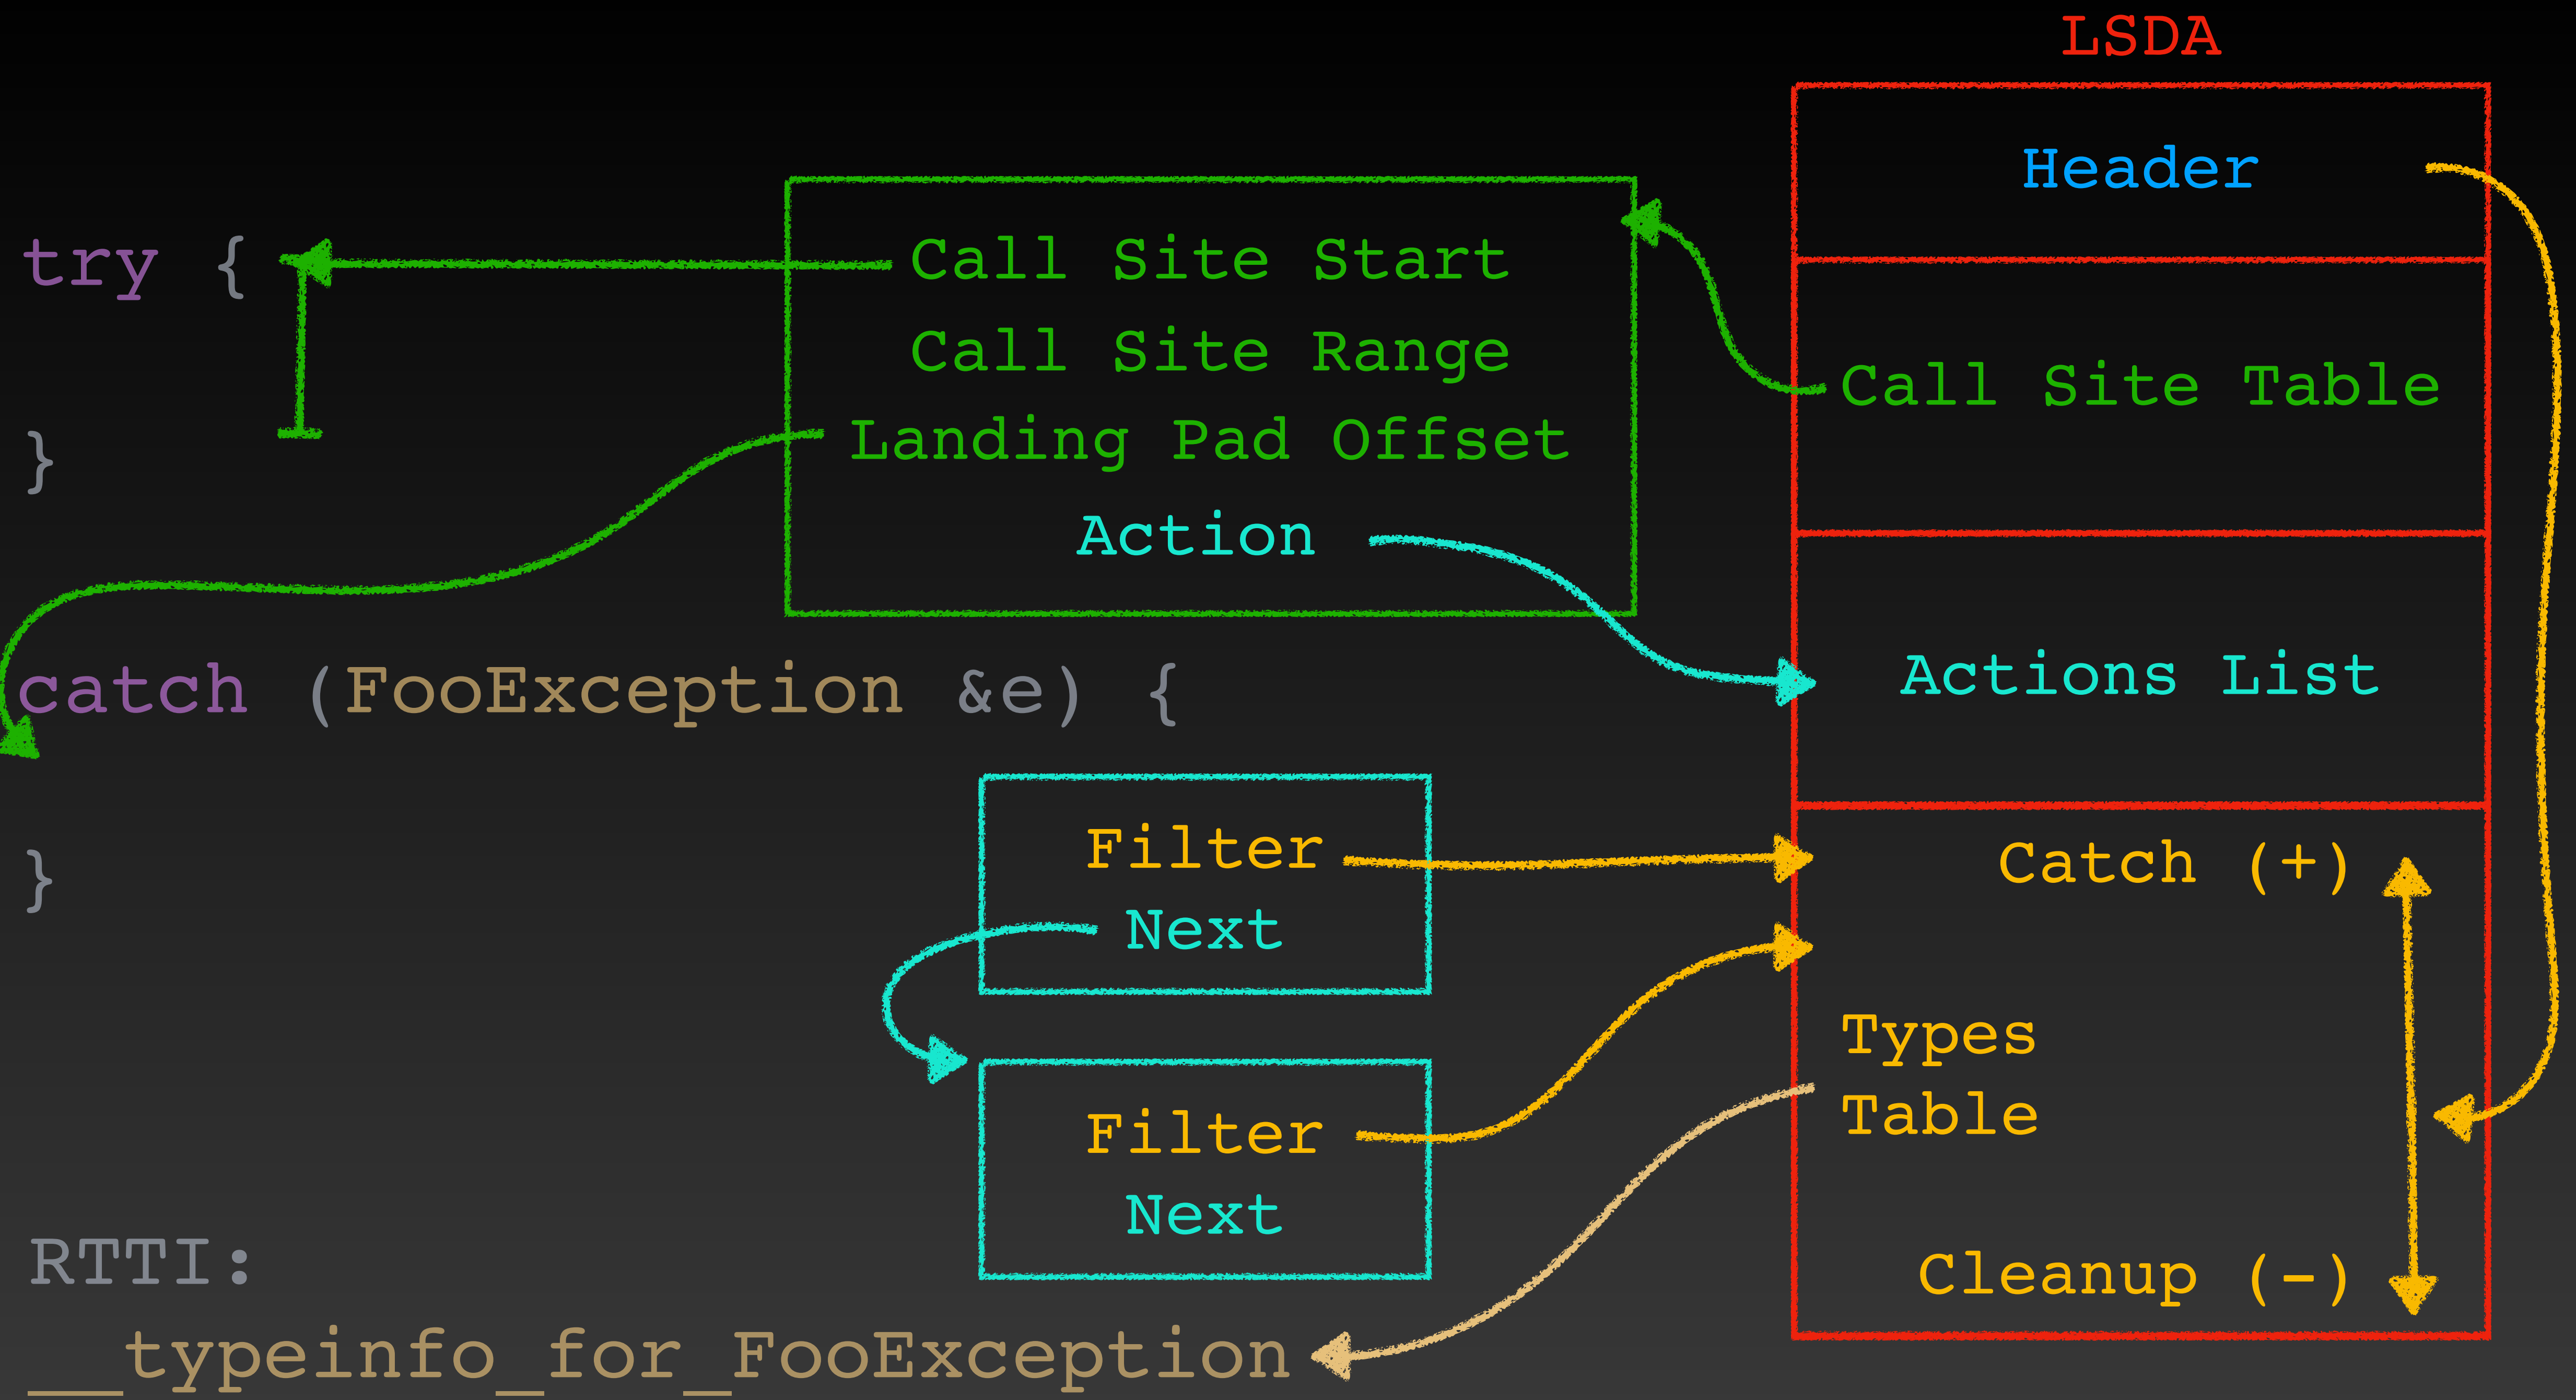 LSDA
Header
try {
Call Site Start
Call Site Range
Landing Pad Offset
Action
Call Site Table
}
Actions List
catch (FooException &e) {
Filter
Next
Catch (+)
}
Types
Table
Filter
Next
Cleanup (-)
RTTI:
__typeinfo_for_FooException